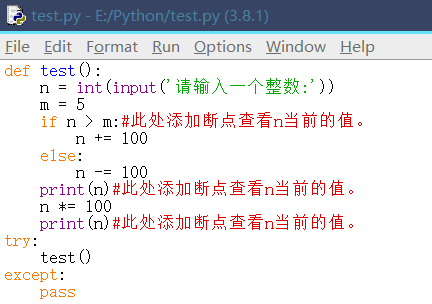 test.py - E:/Python/test.py (3.8.1)
File Edit Format Run Options Window Help
def test():
    n = int(input('请输入一个整数:'))
    m = 5
    if n > m:#此处添加断点查看n当前的值。
        n += 100
    else:
        n -= 100
    print(n)#此处添加断点查看n当前的值。
    n *= 100
    print(n)#此处添加断点查看n当前的值。
try:
    test()
except:
    pass